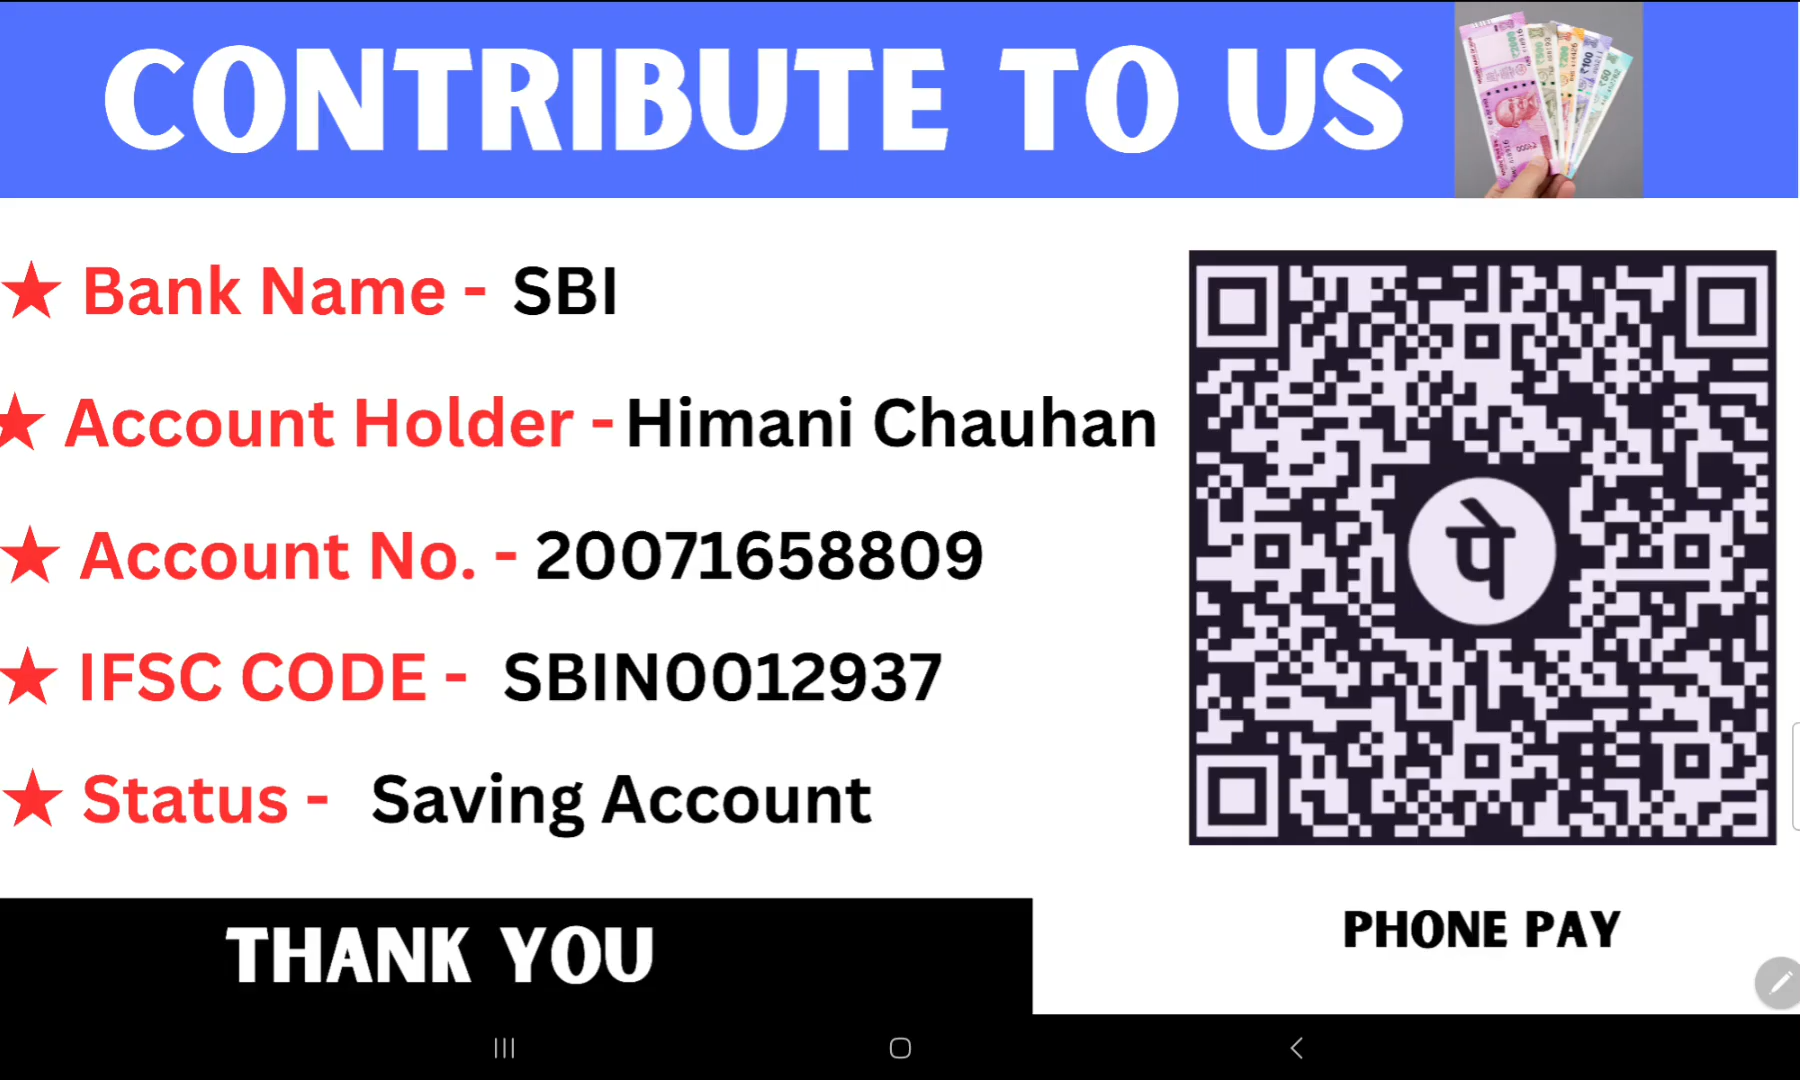 CONTRIBUTE TO US
★ Bank Name - SBI
★ Account Holder - Himani Chauhan
★ Account No. - 20071658809
★ IFSC CODE - SBIN0012937
★ Status - Saving Account
पे
THANK YOU
PHONE PAY